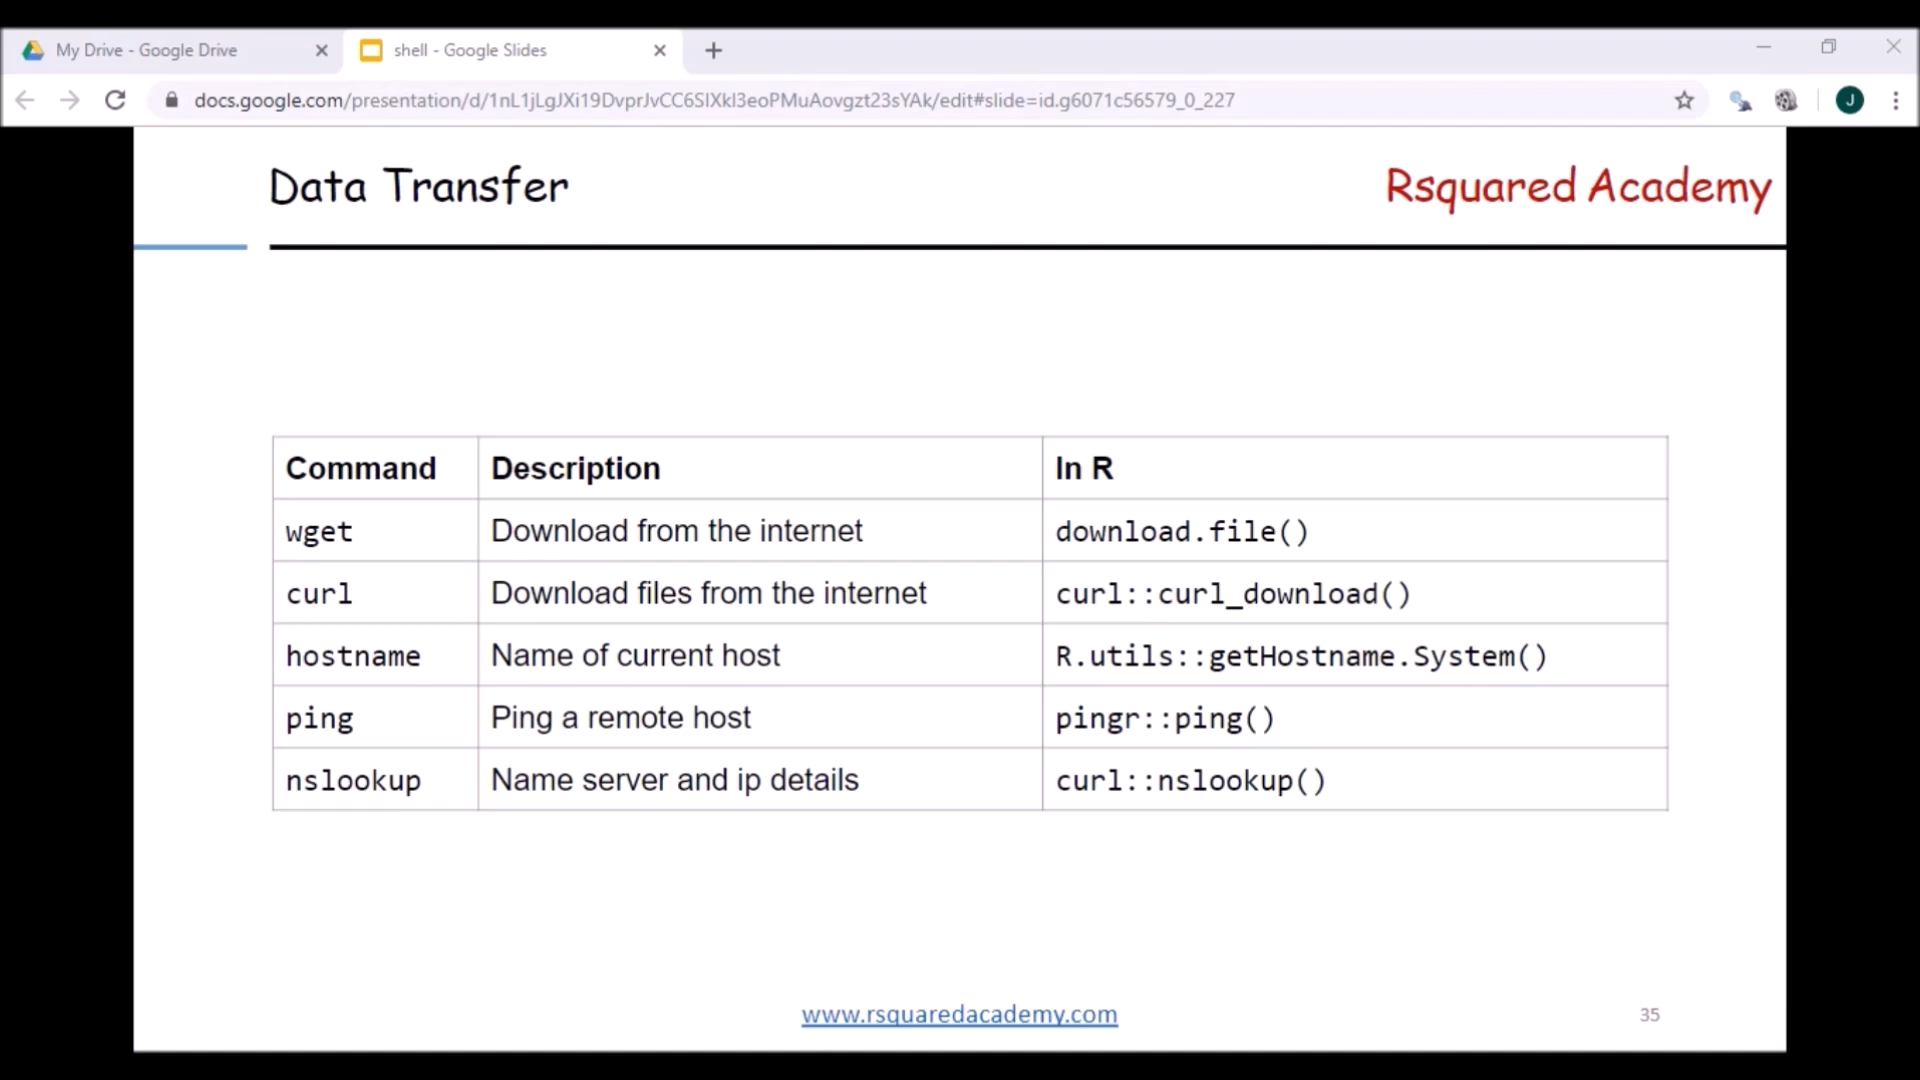 My Drive - Google Drive
shell - Google Slides
docs.google.com/presentation/d/1nL1jLgJXi19DvprJvCC6SlXkl3eoPMuAovgzt23sYAk/edit#slide=id.g6071c56579_0_227
J
Data Transfer
Rsquared Academy
Command Description In R
wget Download from the internet download.file()
curl Download files from the internet curl::curl_download()
hostname Name of current host R.utils::getHostname.System()
ping Ping a remote host pingr::ping()
nslookup Name server and ip details curl::nslookup()
www.rsquaredacademy.com
35